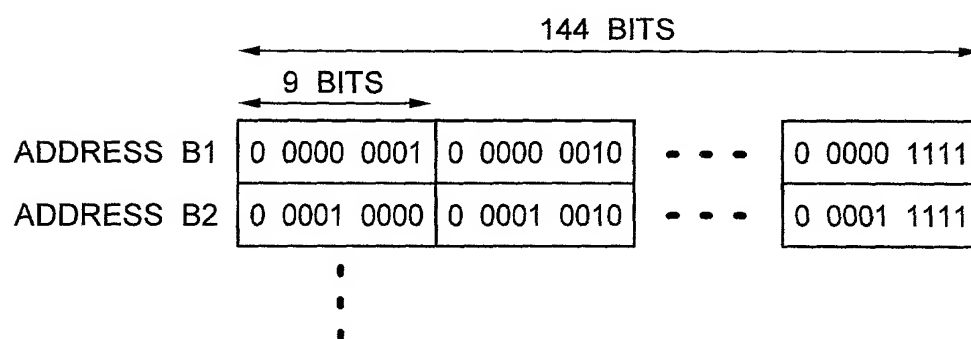 144 BITS
9 BITS
ADDRESS B1 0 0000 0001 0 0000 0010 0 0000 1111
ADDRESS B2 0 0001 0000 0 0001 0010 0 0001 1111